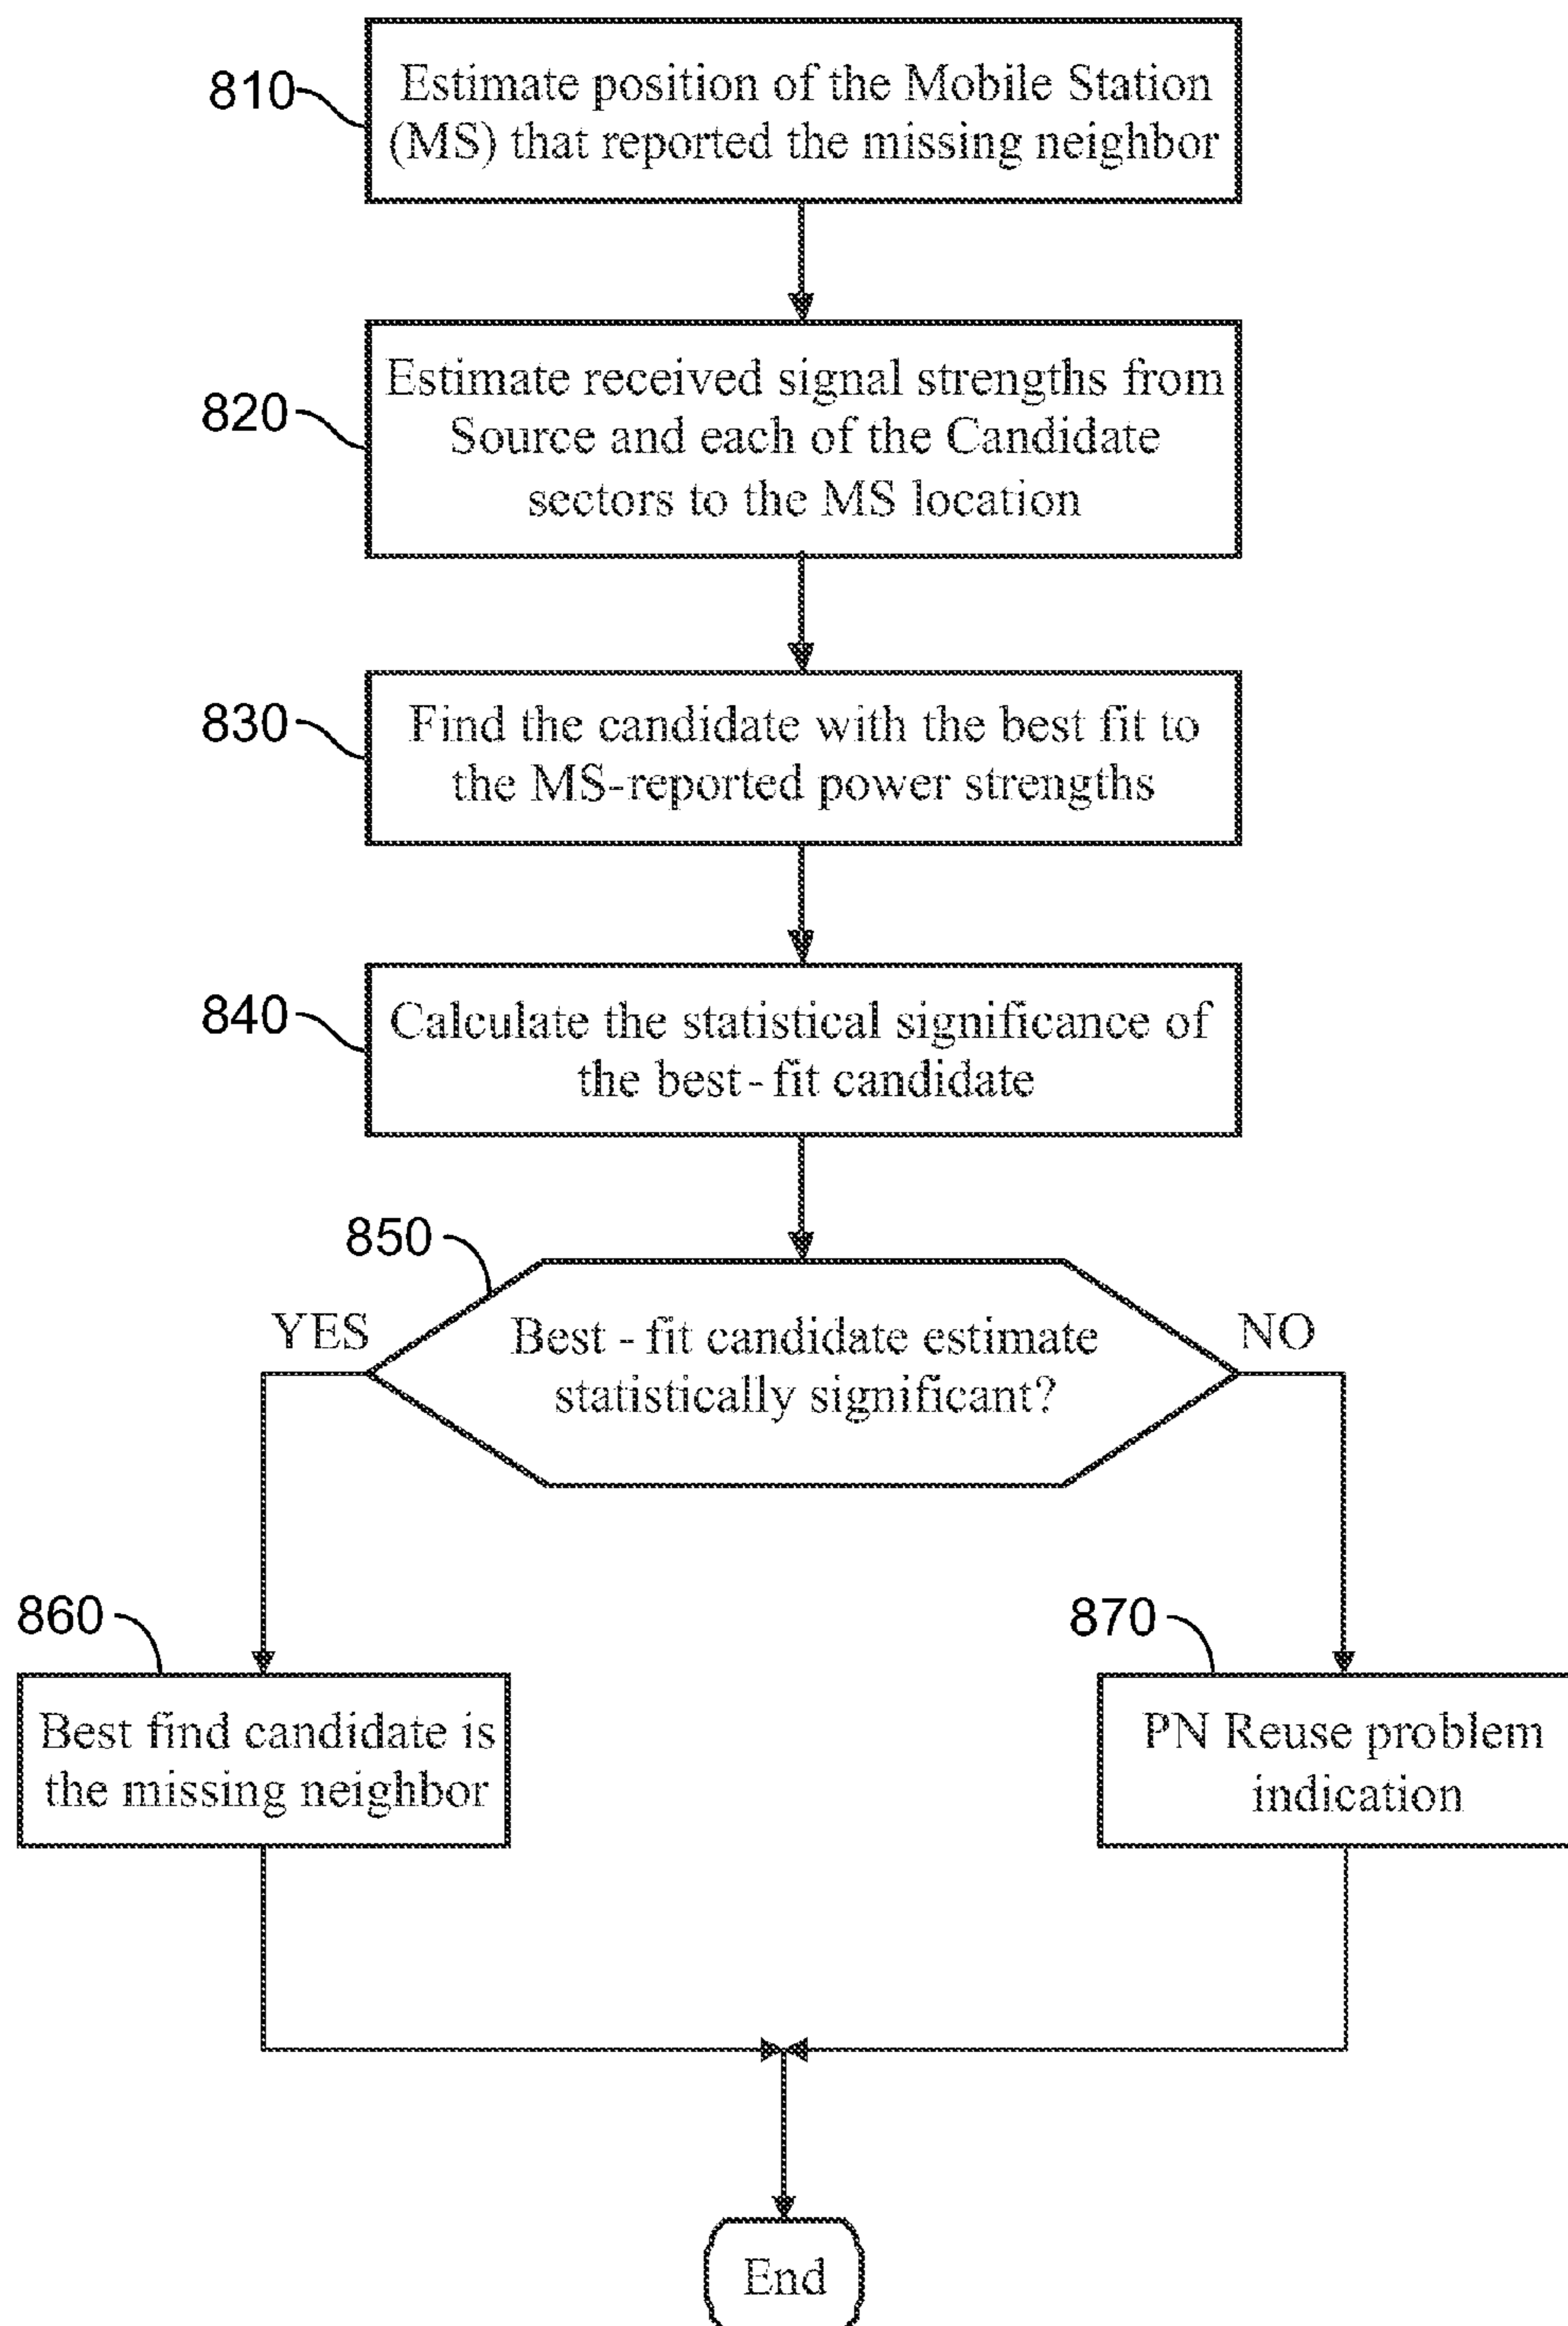 810
Estimate position of the Mobile Station
(MS) that reported the missing neighbor
820
Estimate received signal strengths from
Source and each of the Candidate
sectors to the MS location
830
Find the candidate with the best fit to
the MS-reported power strengths
840
Calculate the statistical significance of
the best-fit candidate
850
YES
Best - fit candidate estimate
statistically significant?
NO
860
Best find candidate is
the missing neighbor
870
PN Reuse problem
indication
End